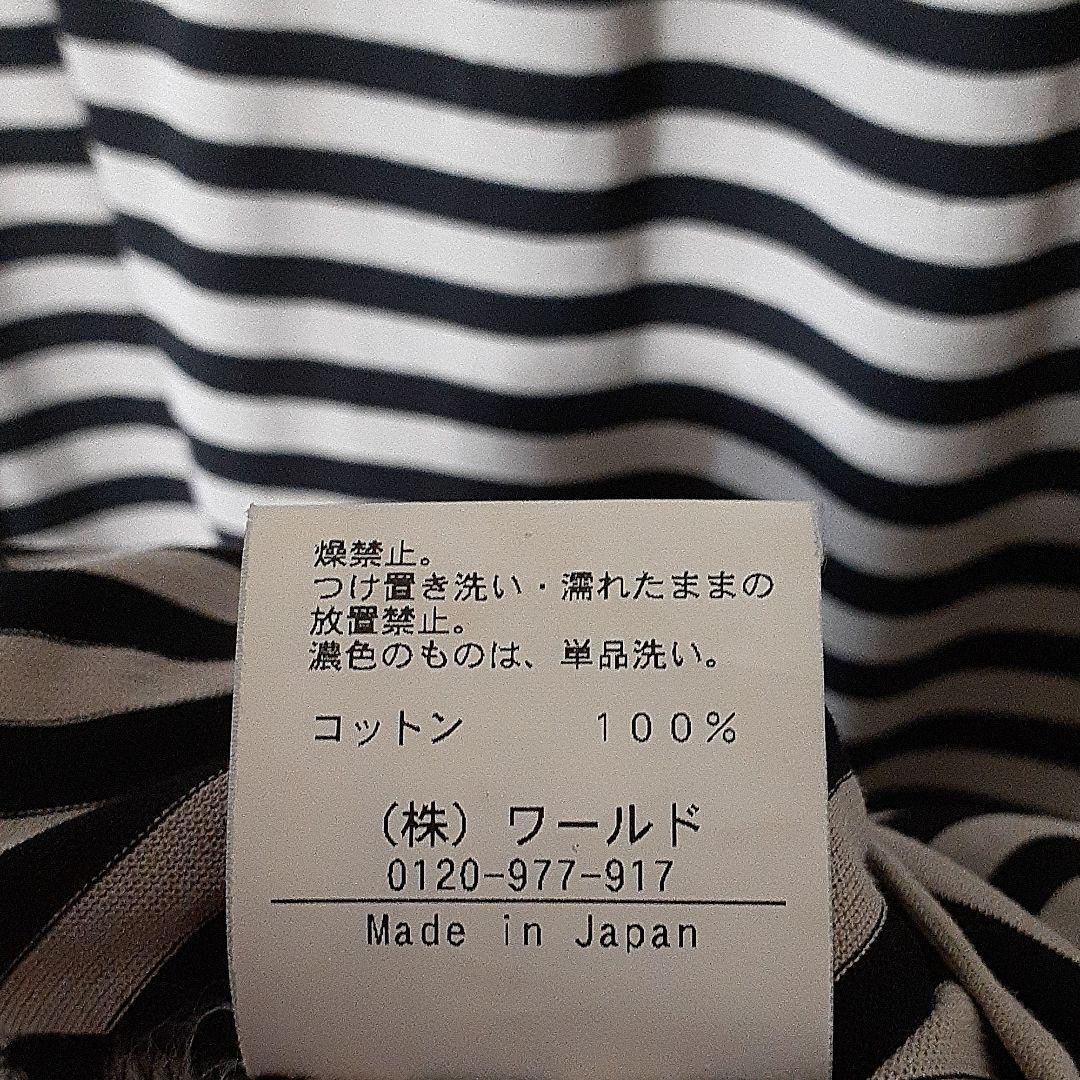 燥禁止。
つけ置き洗い・濡れたままの
放置禁止。
濃色のものは、単品洗い。
コットン　　　１００％
（株）ワールド
0120-977-917
Made in Japan